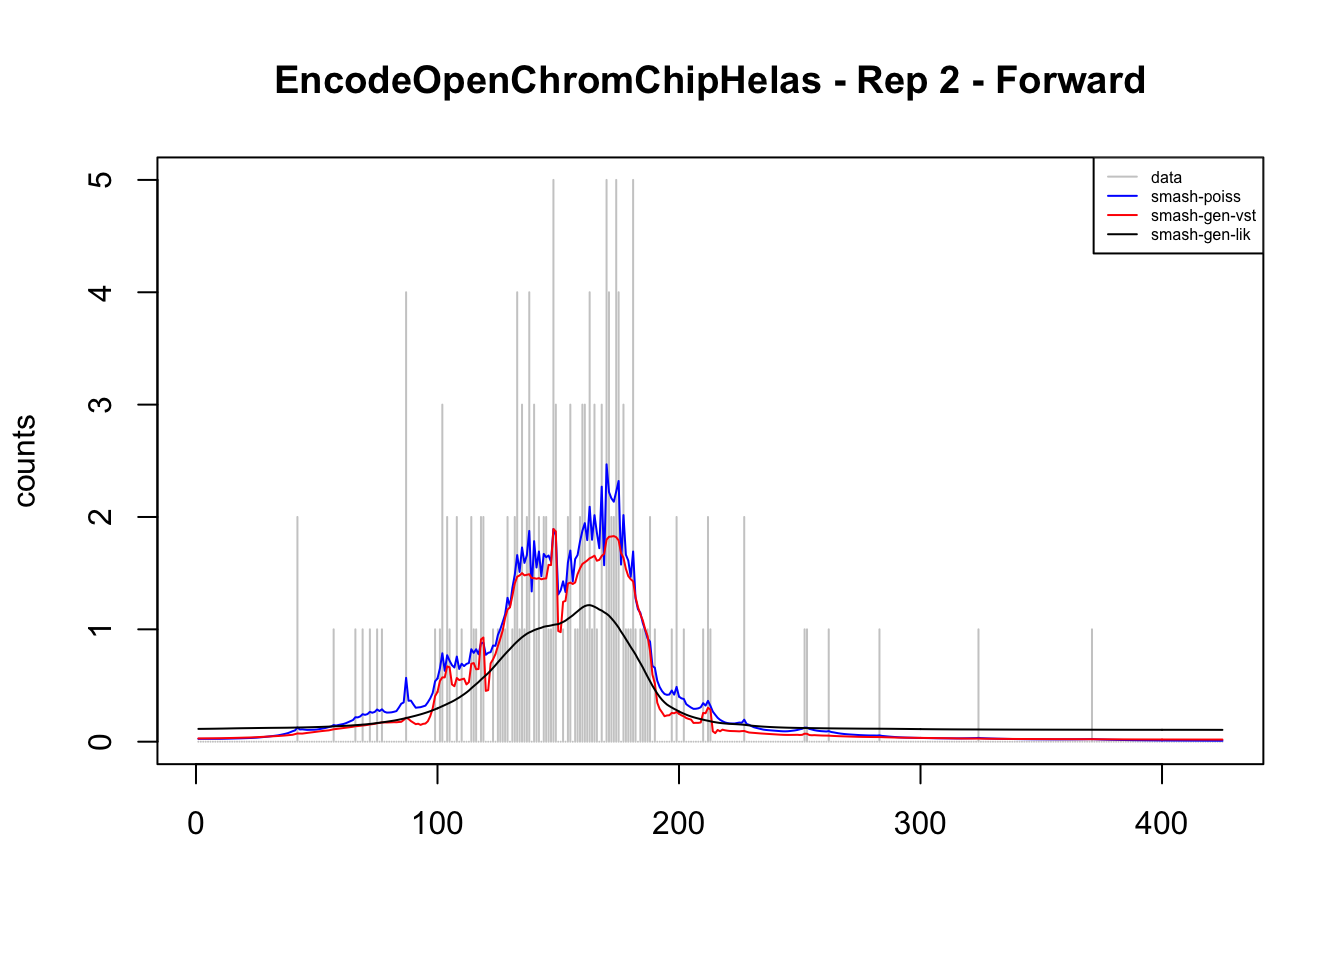 EncodeOpenChromChipHelas - Rep 2 - Forward
data
smash-poiss
smash-gen-vst
smash-gen-lik
counts
5
4
3
2
1
0
0 100 200 300 400